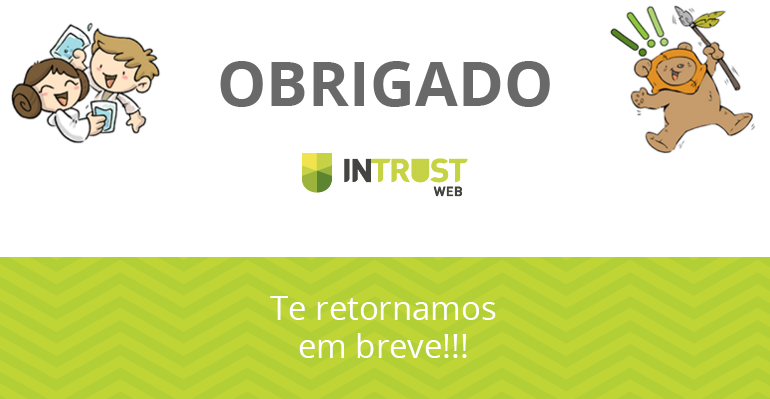 OBRIGADO
INTRUST
WEB
Te retornamos
em breve!!!